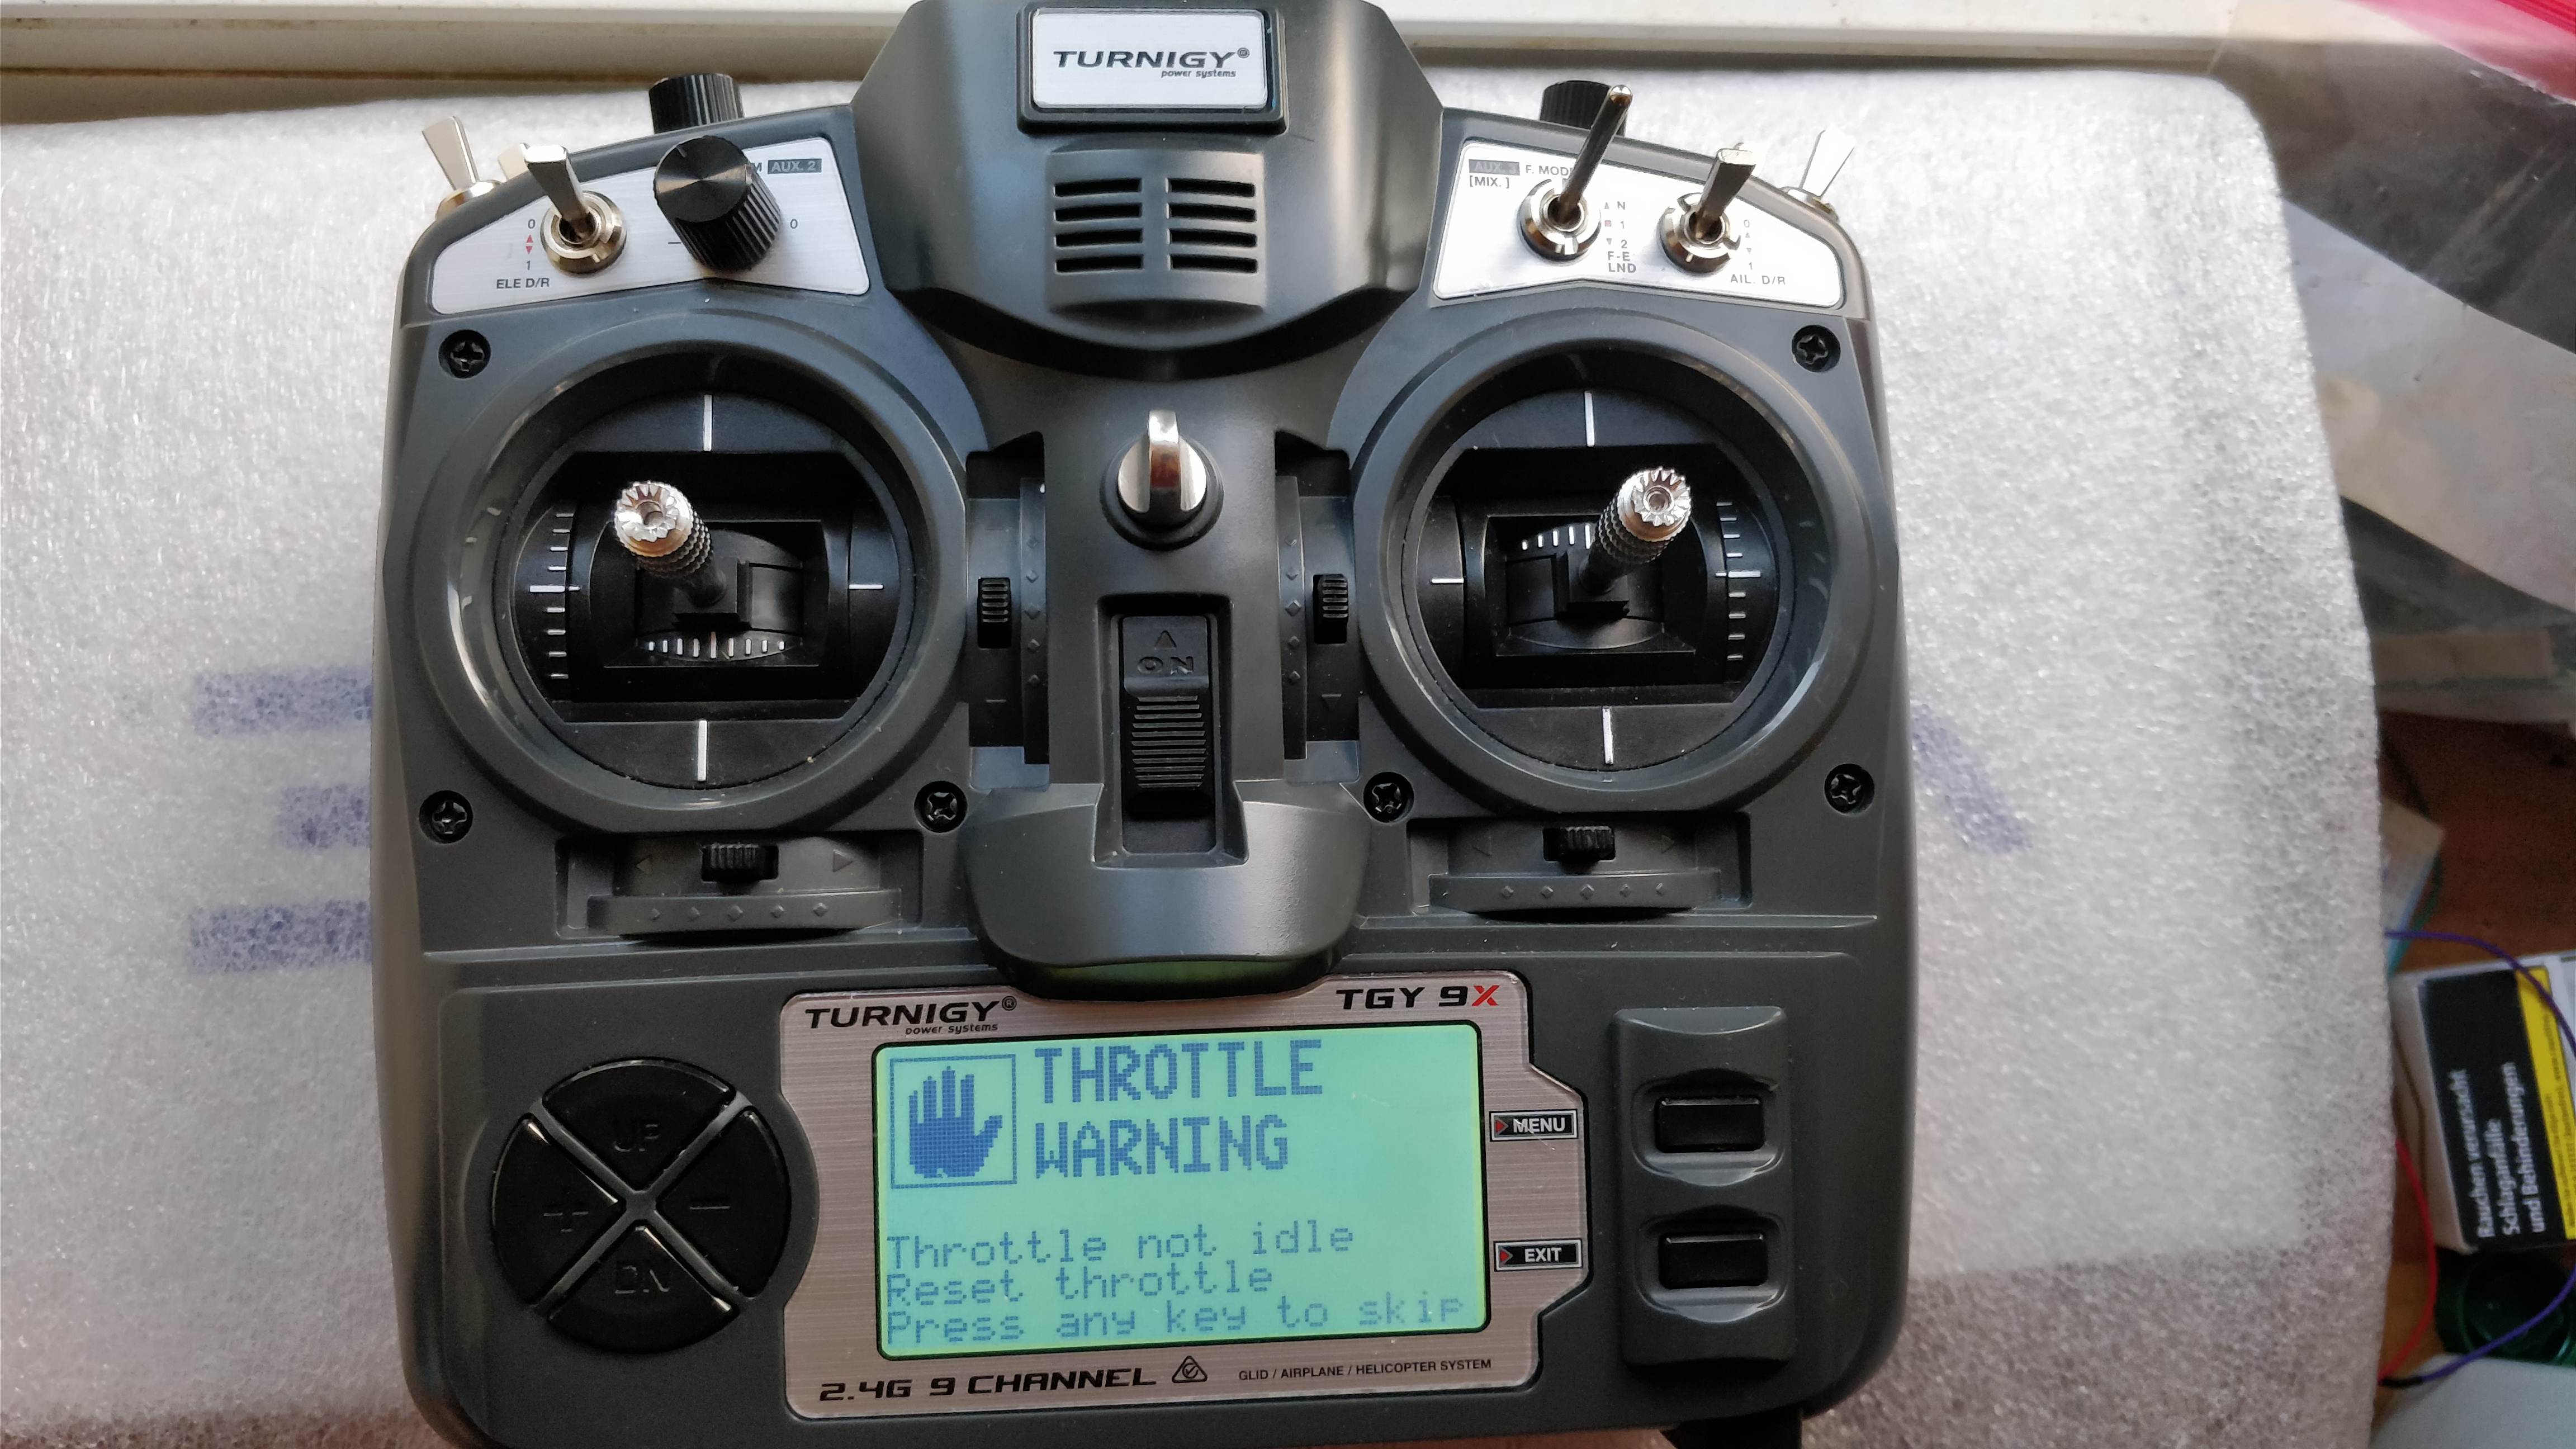 TURNIGY®
power systems
M AUX. 2
0
0
1
ELE D/R
AUX. 3 F. MOD
[MIX. ]
N
1
2
F-E
LND
0
1
AIL. D/R
ON
TURNIGY®
power systems
TGY 9X
THROTTLE
WARNING
Throttle not idle
Reset throttle
Press any key to skip
MENU
EXIT
UP
+
−
DN
2.4G 9 CHANNEL
GLID / AIRPLANE / HELICOPTER SYSTEM
Rauchen verursacht
Schlaganfälle
und Behinderungen